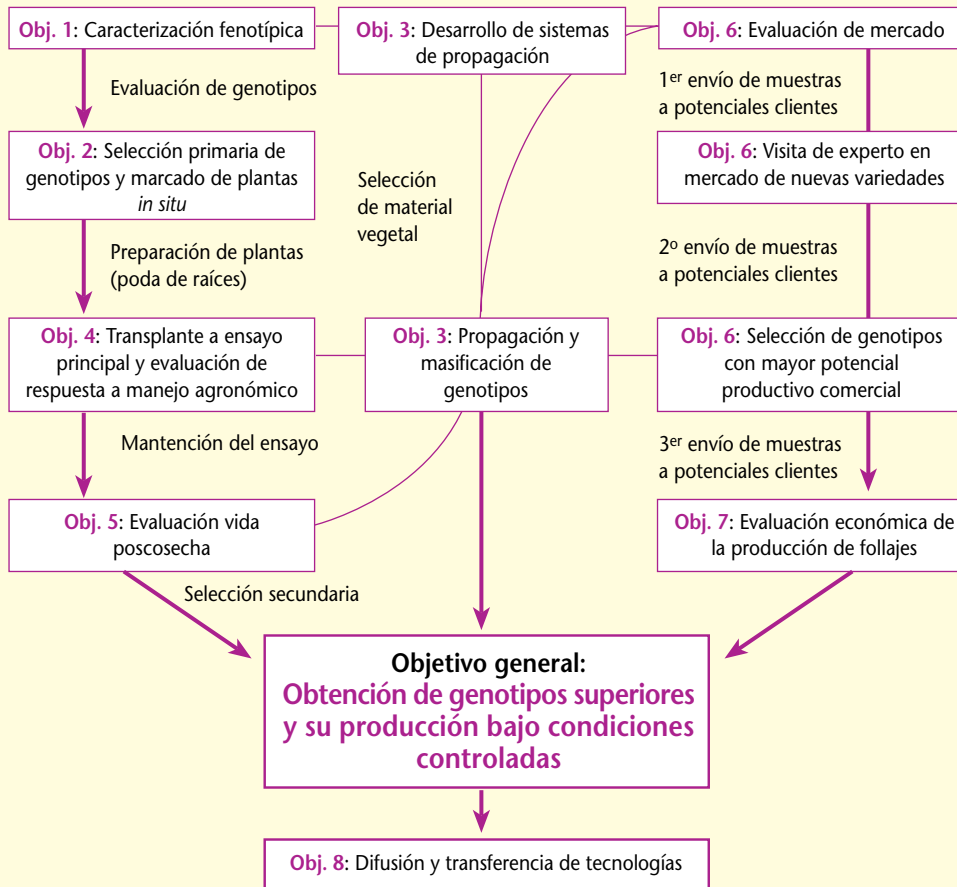 Obj. 1: Caracterización fenotípica
Obj. 3: Desarrollo de sistemas
de propagación
Obj. 6: Evaluación de mercado
Evaluación de genotipos
1er envío de muestras
a potenciales clientes
Obj. 2: Selección primaria de
genotipos y marcado de plantas
in situ
Selección
de material
vegetal
Obj. 6: Visita de experto en
mercado de nuevas variedades
Preparación de plantas
(poda de raíces)
2o envío de muestras
a potenciales clientes
Obj. 4: Transplante a ensayo
principal y evaluación de
respuesta a manejo agronómico
Obj. 3: Propagación y
masificación de
genotipos
Obj. 6: Selección de genotipos
con mayor potencial
productivo comercial
Mantención del ensayo
3er envío de muestras
a potenciales clientes
Obj. 5: Evaluación vida
poscosecha
Obj. 7: Evaluación económica de
la producción de follajes
Selección secundaria
Objetivo general:
Obtención de genotipos superiores
y su producción bajo condiciones
controladas
Obj. 8: Difusión y transferencia de tecnologías